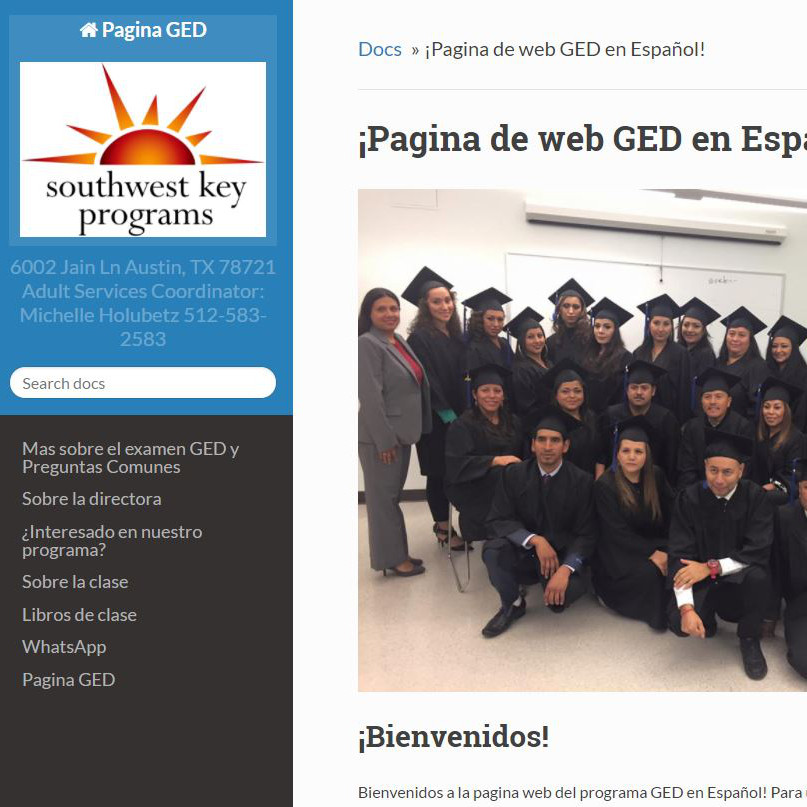 Pagina GED
southwest key
programs
6002 Jain Ln Austin, TX 78721
Adult Services Coordinator:
Michelle Holubetz 512-583-
2583
Search docs
Mas sobre el examen GED y
Preguntas Comunes
Sobre la directora
¿Interesado en nuestro
programa?
Sobre la clase
Libros de clase
WhatsApp
Pagina GED
Docs » ¡Pagina de web GED en Español!
¡Pagina de web GED en Espa
¡Bienvenidos!
Bienvenidos a la pagina web del programa GED en Español! Para